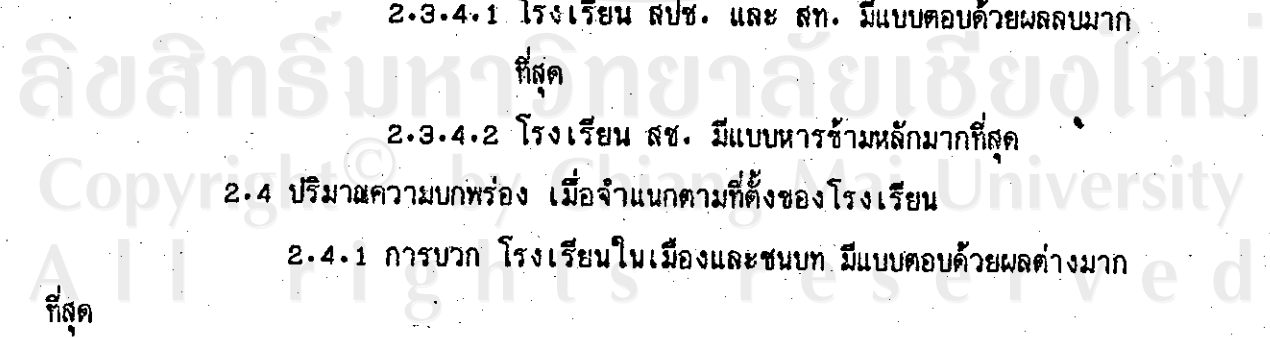 2.3.4.1 โรงเรียน สปช. และ สท. มีแบบตอบด้วยผลลบมาก
ที่สุด
ลิขสิทธิ์มหาวิทยาลัยเชียงใหม่
2.3.4.2 โรงเรียน สช. มีแบบหารข้ามหลักมากที่สุด
Copyright © by Chiang Mai University
2.4 ปริมาณความบกพร่อง เมื่อจำแนกตามที่ตั้งของโรงเรียน
2.4.1 การบวก โรงเรียนในเมืองและชนบท มีแบบตอบด้วยผลต่างมาก
All rights reserved
ที่สุด